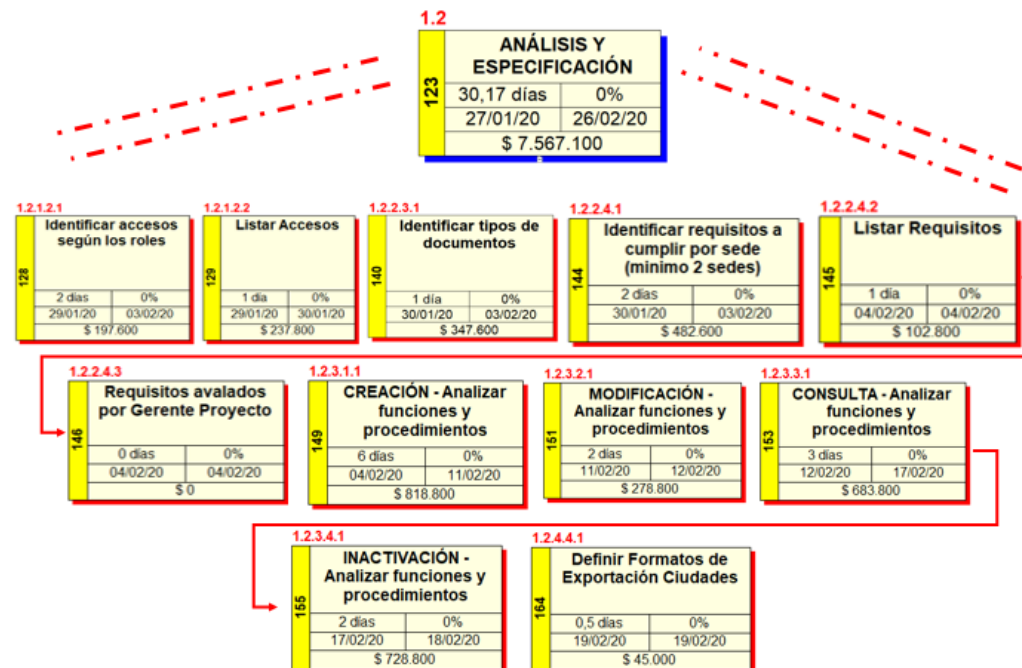 1.2
123
ANÁLISIS Y
ESPECIFICACIÓN
30,17 días 0%
27/01/20 26/02/20
$ 7.567.100
1.2.1.2.1
128
Identificar accesos
según los roles
2 días 0%
29/01/20 03/02/20
$ 197.600
1.2.1.2.2
129
Listar Accesos
1 día 0%
29/01/20 30/01/20
$ 237.800
1.2.2.3.1
140
Identificar tipos de
documentos
1 día 0%
30/01/20 03/02/20
$ 347.600
1.2.2.4.1
144
Identificar requisitos a
cumplir por sede
(minimo 2 sedes)
2 días 0%
30/01/20 03/02/20
$ 482.600
1.2.2.4.2
145
Listar Requisitos
1 día 0%
04/02/20 04/02/20
$ 102.800
1.2.2.4.3
146
Requisitos avalados
por Gerente Proyecto
0 días 0%
04/02/20 04/02/20
$ 0
1.2.3.1.1
149
CREACIÓN - Analizar
funciones y
procedimientos
6 días 0%
04/02/20 11/02/20
$ 818.800
1.2.3.2.1
151
MODIFICACIÓN -
Analizar funciones y
procedimientos
2 días 0%
11/02/20 12/02/20
$ 278.800
1.2.3.3.1
153
CONSULTA - Analizar
funciones y
procedimientos
3 días 0%
12/02/20 17/02/20
$ 683.800
1.2.3.4.1
155
INACTIVACIÓN -
Analizar funciones y
procedimientos
2 días 0%
17/02/20 18/02/20
$ 728.800
1.2.4.4.1
164
Definir Formatos de
Exportación Ciudades
0,5 días 0%
19/02/20 19/02/20
$ 45.000